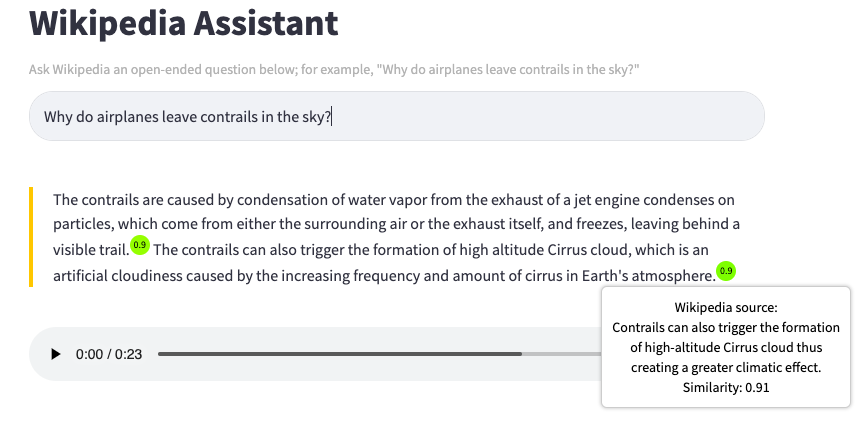 Wikipedia Assistant
Ask Wikipedia an open-ended question below; for example, "Why do airplanes leave contrails in the sky?"
Why do airplanes leave contrails in the sky?
The contrails are caused by condensation of water vapor from the exhaust of a jet engine condenses on
particles, which come from either the surrounding air or the exhaust itself, and freezes, leaving behind a
visible trail. 0.9 The contrails can also trigger the formation of high altitude Cirrus cloud, which is an
artificial cloudiness caused by the increasing frequency and amount of cirrus in Earth's atmosphere. 0.9
Wikipedia source:
Contrails can also trigger the formation
of high-altitude Cirrus cloud thus
creating a greater climatic effect.
Similarity: 0.91
0:00 / 0:23